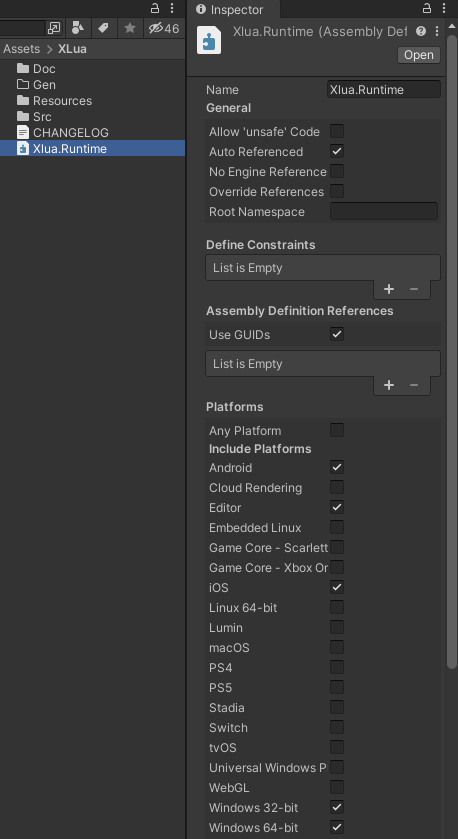 46
Assets > XLua
Doc
Gen
Resources
Src
CHANGELOG
Xlua.Runtime
Inspector
Xlua.Runtime (Assembly Def
Open
Name Xlua.Runtime
General
Allow 'unsafe' Code
Auto Referenced
No Engine Reference
Override References
Root Namespace
Define Constraints
List is Empty
+ −
Assembly Definition References
Use GUIDs
List is Empty
+ −
Platforms
Any Platform
Include Platforms
Android
Cloud Rendering
Editor
Embedded Linux
Game Core - Scarlett
Game Core - Xbox Or
iOS
Linux 64-bit
Lumin
macOS
PS4
PS5
Stadia
Switch
tvOS
Universal Windows P
WebGL
Windows 32-bit
Windows 64-bit